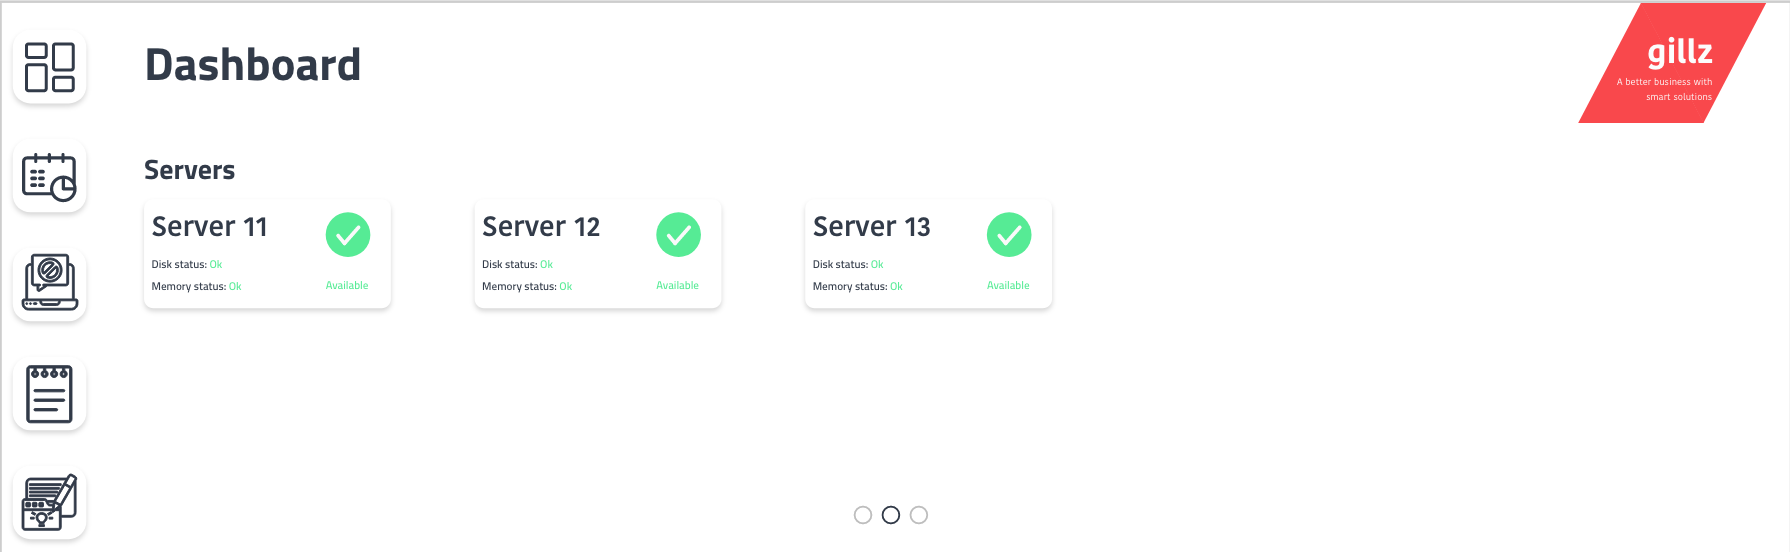 Dashboard
gillz
A better business with
smart solutions
Servers
Server 11
Disk status: Ok
Memory status: Ok
Available
Server 12
Disk status: Ok
Memory status: Ok
Available
Server 13
Disk status: Ok
Memory status: Ok
Available